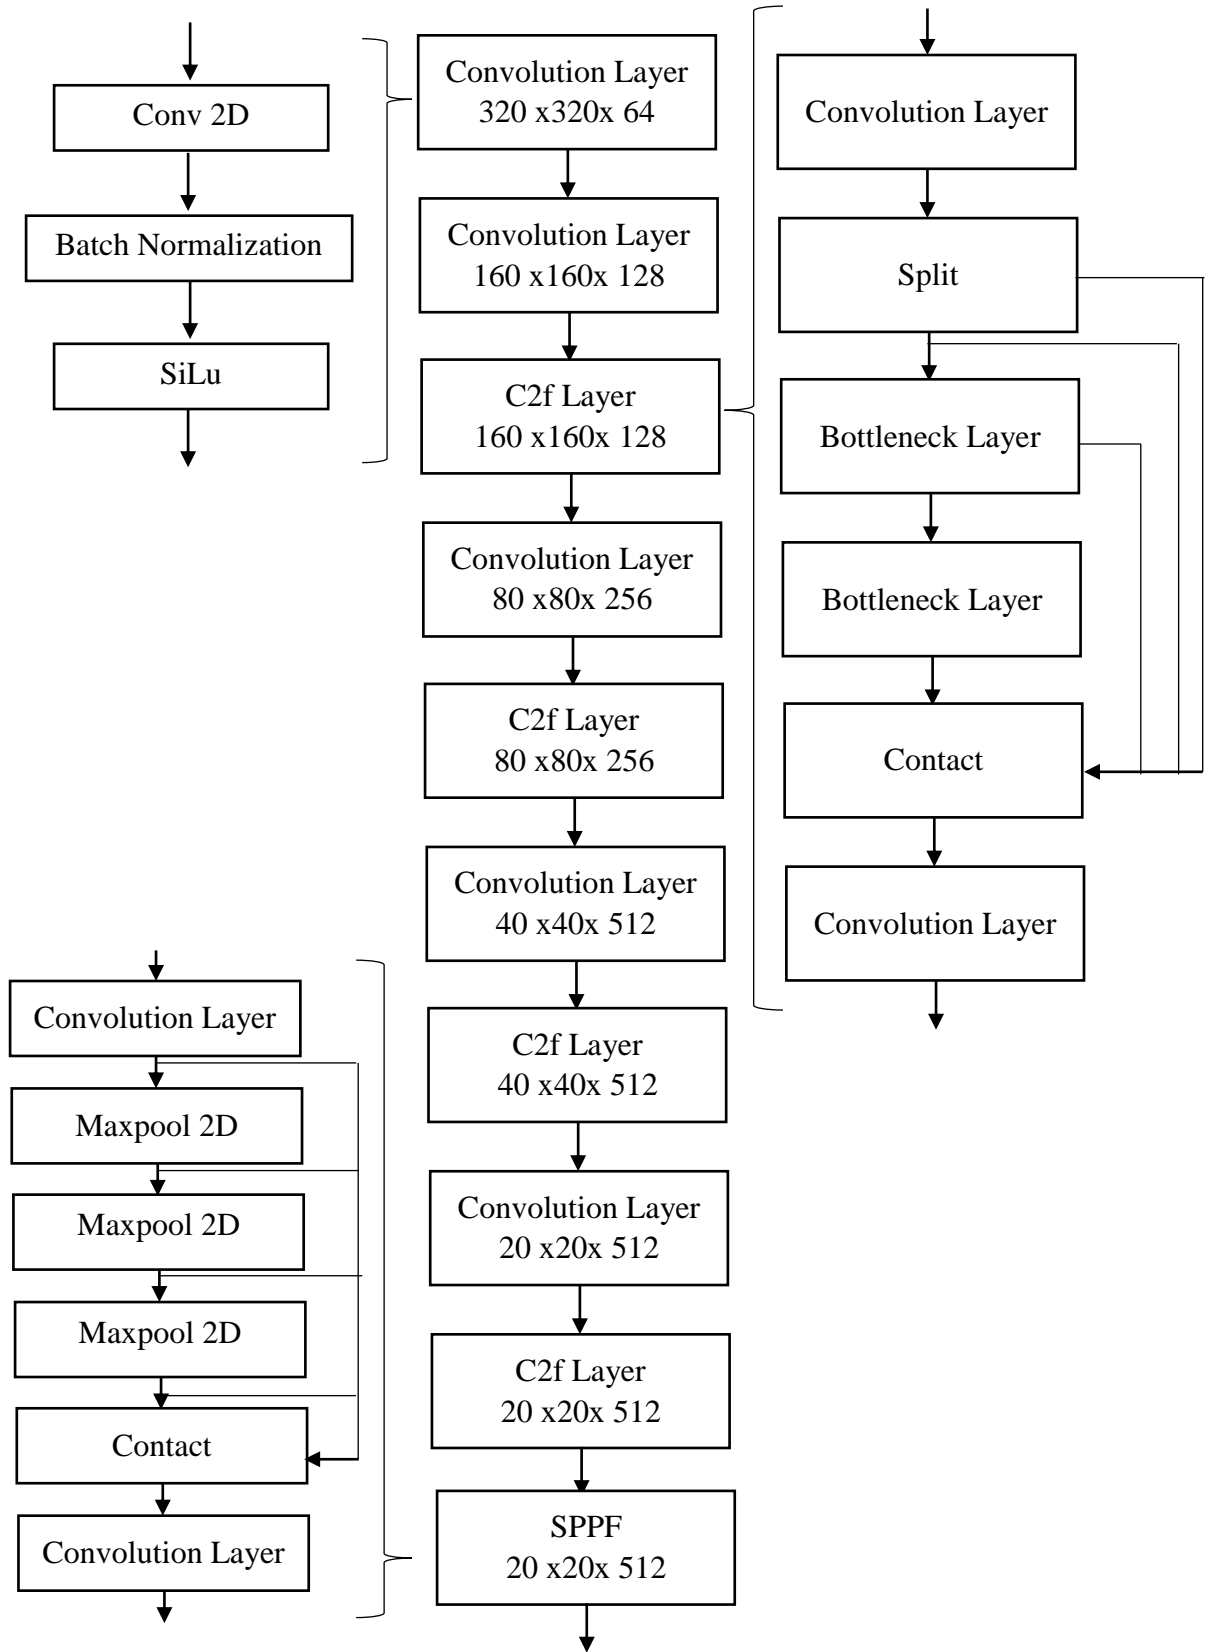 Conv 2D
Batch Normalization
SiLu
Convolution Layer
320 x320x 64
Convolution Layer
160 x160x 128
C2f Layer
160 x160x 128
Convolution Layer
80 x80x 256
C2f Layer
80 x80x 256
Convolution Layer
40 x40x 512
C2f Layer
40 x40x 512
Convolution Layer
20 x20x 512
C2f Layer
20 x20x 512
SPPF
20 x20x 512
Convolution Layer
Split
Bottleneck Layer
Bottleneck Layer
Contact
Convolution Layer
Convolution Layer
Maxpool 2D
Maxpool 2D
Maxpool 2D
Contact
Convolution Layer